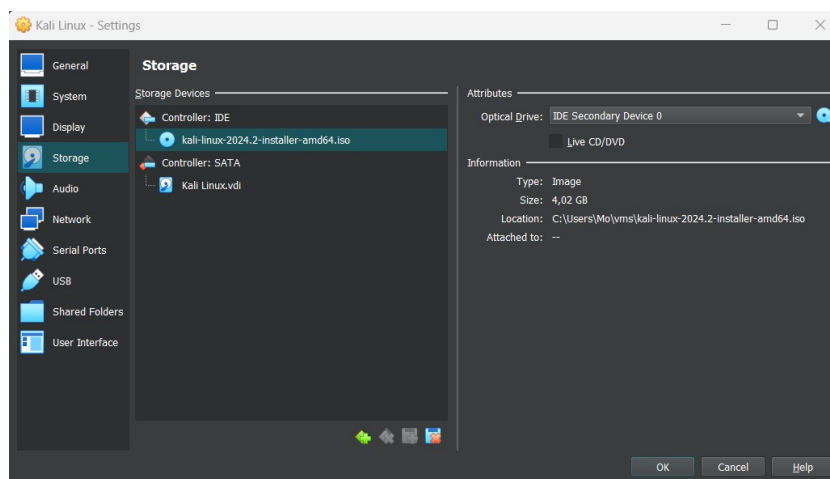 Kali Linux - Settings
General
System
Display
Storage
Audio
Network
Serial Ports
USB
Shared Folders
User Interface
Storage
Storage Devices
Controller: IDE
kali-linux-2024.2-installer-amd64.iso
Controller: SATA
Kali Linux.vdi
Attributes
Optical Drive: IDE Secondary Device 0
Live CD/DVD
Information
Type: Image
Size: 4,02 GB
Location: C:\Users\Mo\vms\kali-linux-2024.2-installer-amd64.iso
Attached to: --
OK Cancel Help